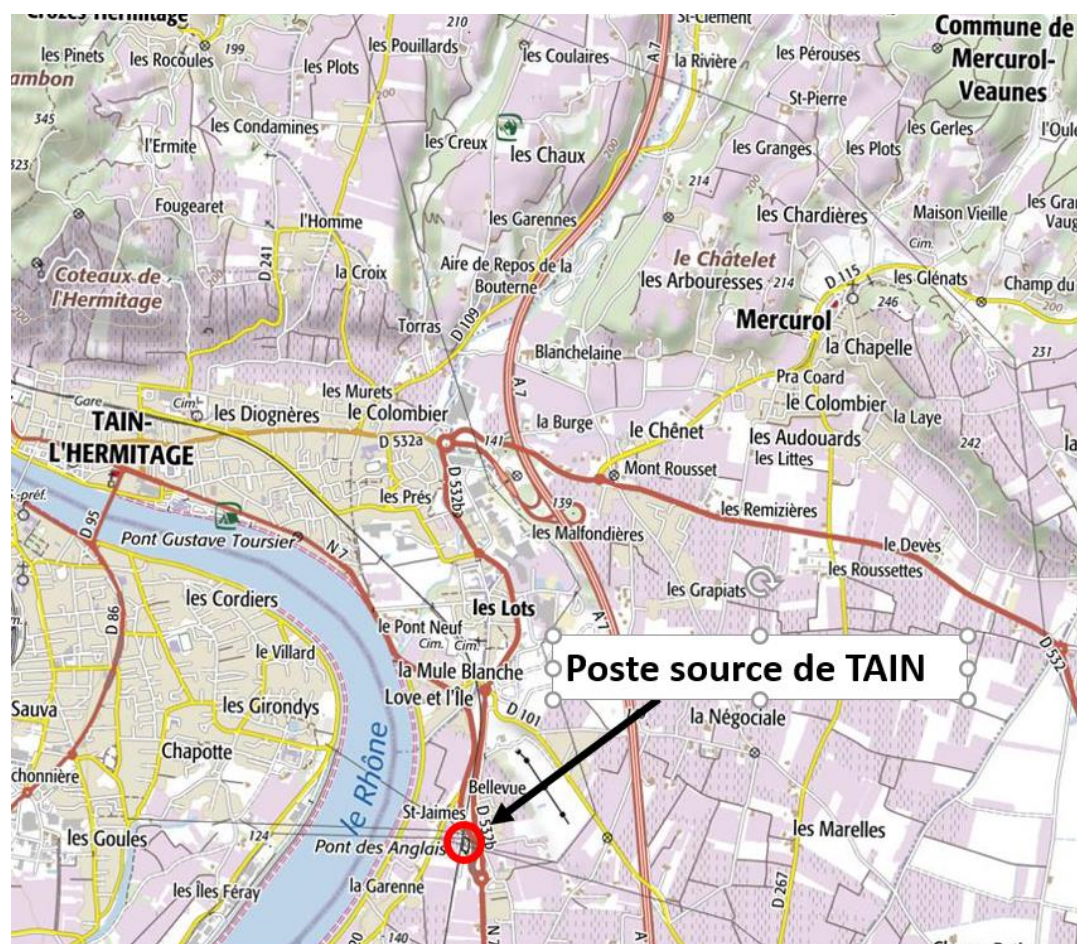 Crozes-Hermitage
210
St-Clément
Commune de
Mercurol-
Veaunes
les Pinets
les Rocoules
199
les Pouillards
les Plots
les Coulaires
A 7
la Rivière
les Pérouses
St-Pierre
345
l'Ermite
les Condamines
200
les Creux
les Chaux
200
les Granges
les Plots
les Gerles
323
Fougearet
l'Homme
les Garennes
214
les Chardières
Maison Vieille
Cim.
Coteaux de
l'Hermitage
D 241
la Croix
Aire de Repos de la
Bouterne
le Châtelet
les Arbouresses
214
D 115
les Glénats
Champ du
200
246
Torras
D 109
Mercurol
la Chapelle
Blanchelaine
231
Gare
Cim.
les Murets
A 7
Pra Coard
TAIN-
L'HERMITAGE
les Diognères
le Colombier
la Burge
le Colombier
la Laye
D 532a
141
le Chênet
les Audouards
les Littes
242
la
D 532b
Mont Rousset
les Prés
139
-préf.
D 95
les Remizières
Pont Gustave Toursier
N 7
les Malfondières
le Devès
les Roussettes
les Grapiats
les Cordiers
D 86
les Lots
A 7
le Pont Neuf
Cim.
Cim.
D 532
le Villard
la Mule Blanche
Poste source de TAIN
Love et l'Île
Sauva
les Girondys
D 101
la Négociale
Chapotte
le Rhône
chonnière
Bellevue
St-Jaimes
D 532b
les Goules
124
Pont des Anglais
les Marelles
la Garenne
D 267
les Îles Féray
N 7
A
140